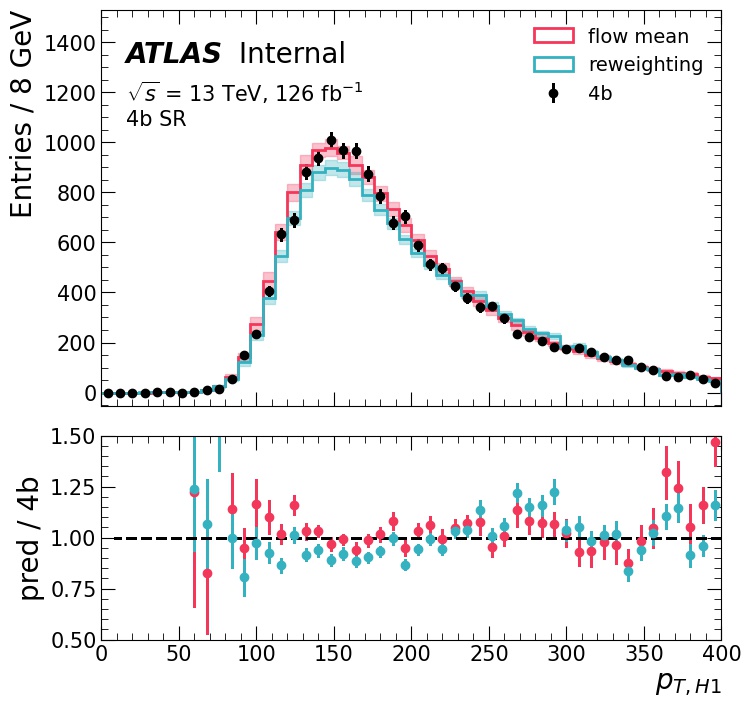 Entries / 8 GeV
1400
1200
1000
800
600
400
200
0
ATLAS Internal
√s = 13 TeV, 126 fb⁻¹
4b SR
flow mean
reweighting
4b
pred / 4b
1.50
1.25
1.00
0.75
0.50
0 50 100 150 200 250 300 350 400
p_{T, H1}